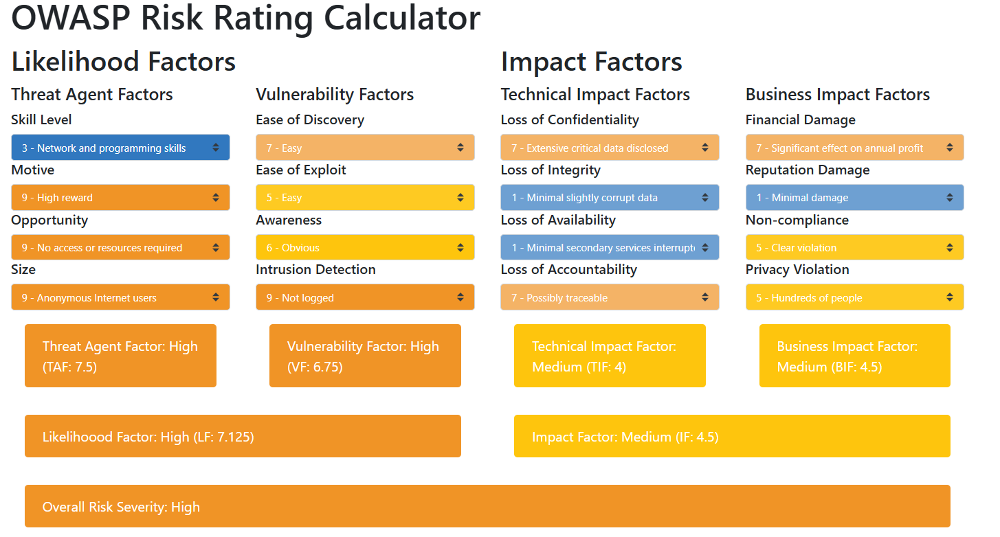 OWASP Risk Rating Calculator
Likelihood Factors
Threat Agent Factors
Skill Level
3 - Network and programming skills
Motive
9 - High reward
Opportunity
9 - No access or resources required
Size
9 - Anonymous Internet users
Threat Agent Factor: High
(TAF: 7.5)
Vulnerability Factors
Ease of Discovery
7 - Easy
Ease of Exploit
5 - Easy
Awareness
6 - Obvious
Intrusion Detection
9 - Not logged
Vulnerability Factor: High
(VF: 6.75)
Likelihoood Factor: High (LF: 7.125)
Impact Factors
Technical Impact Factors
Loss of Confidentiality
7 - Extensive critical data disclosed
Loss of Integrity
1 - Minimal slightly corrupt data
Loss of Availability
1 - Minimal secondary services interrupt
Loss of Accountability
7 - Possibly traceable
Technical Impact Factor:
Medium (TIF: 4)
Business Impact Factors
Financial Damage
7 - Significant effect on annual profit
Reputation Damage
1 - Minimal damage
Non-compliance
5 - Clear violation
Privacy Violation
5 - Hundreds of people
Business Impact Factor:
Medium (BIF: 4.5)
Impact Factor: Medium (IF: 4.5)
Overall Risk Severity: High